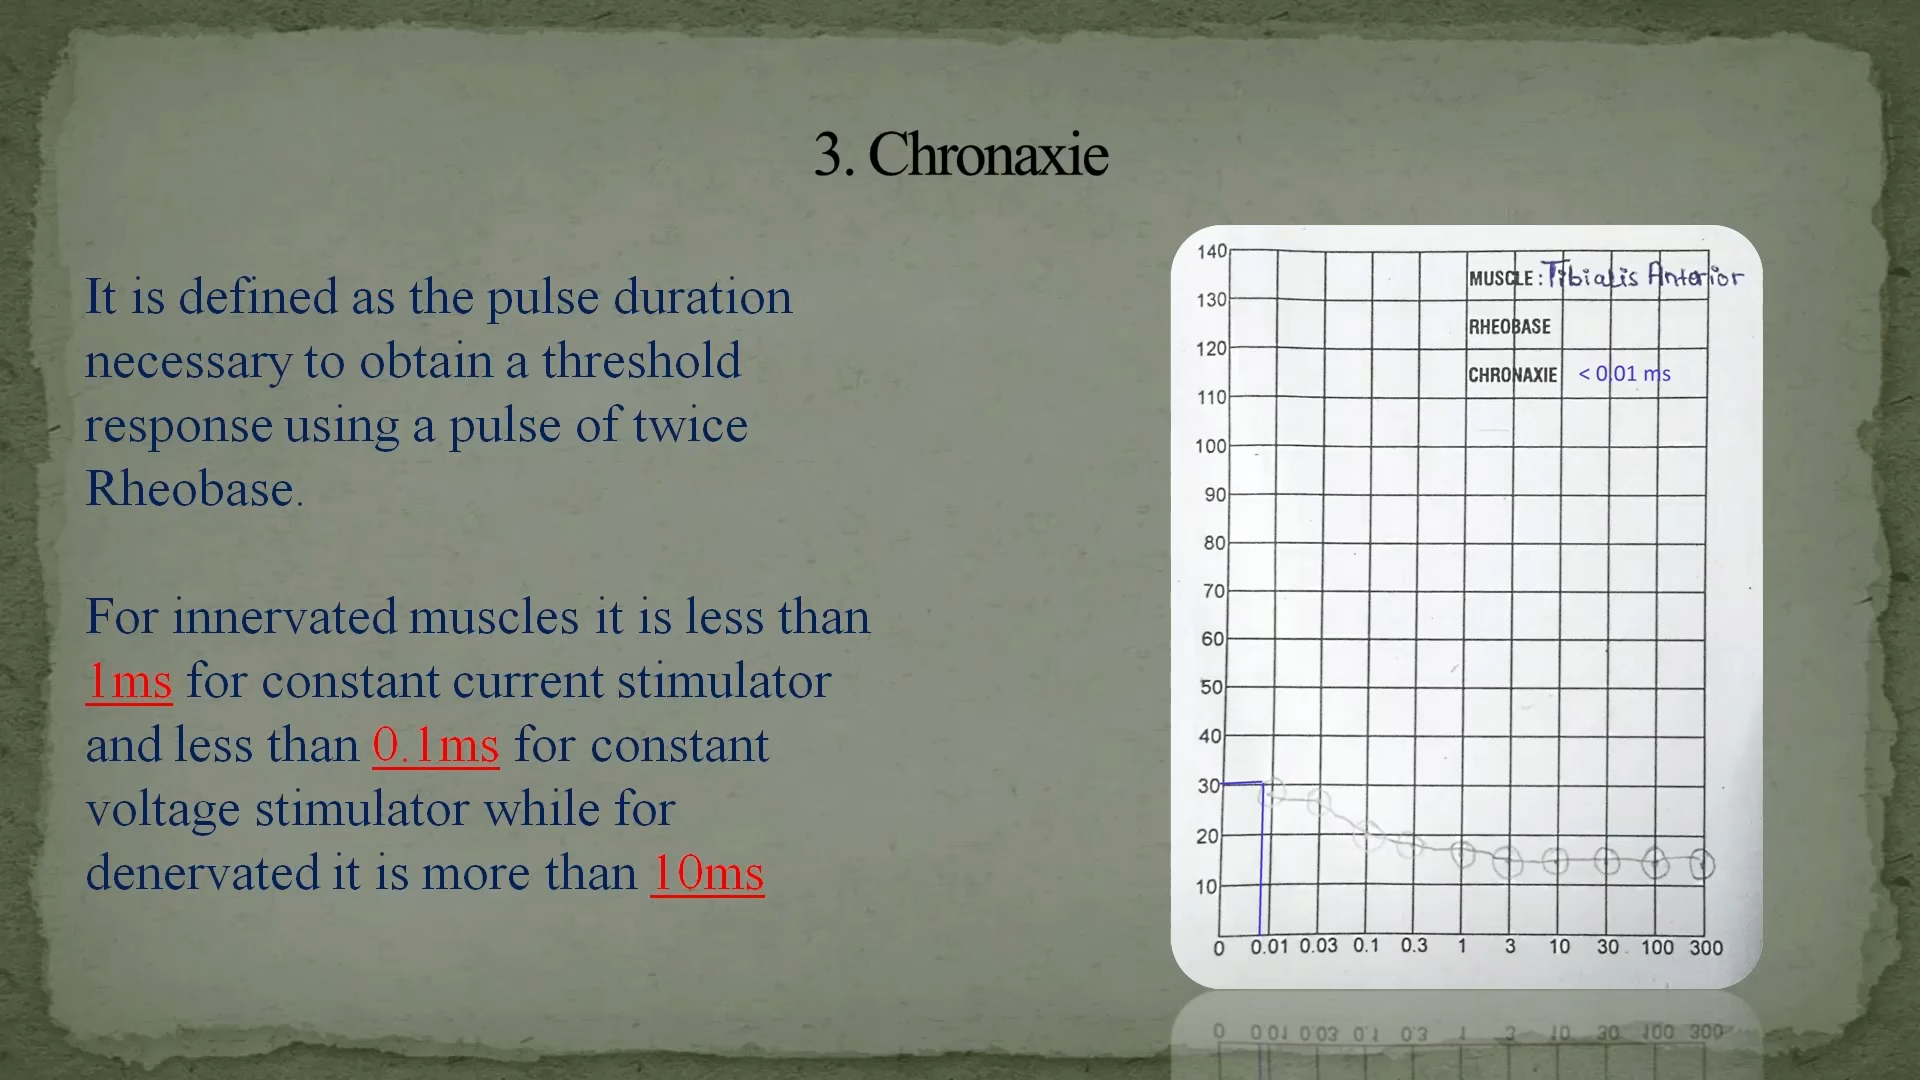 3. Chronaxie
It is defined as the pulse duration
necessary to obtain a threshold
response using a pulse of twice
Rheobase.
For innervated muscles it is less than
1ms for constant current stimulator
and less than 0.1ms for constant
voltage stimulator while for
denervated it is more than 10ms
MUSCLE : Tibialis Anterior
RHEOBASE
CHRONAXIE < 0.01 ms
140
130
120
110
100
90
80
70
60
50
40
30
20
10
0 0.01 0.03 0.1 0.3 1 3 10 30 100 300